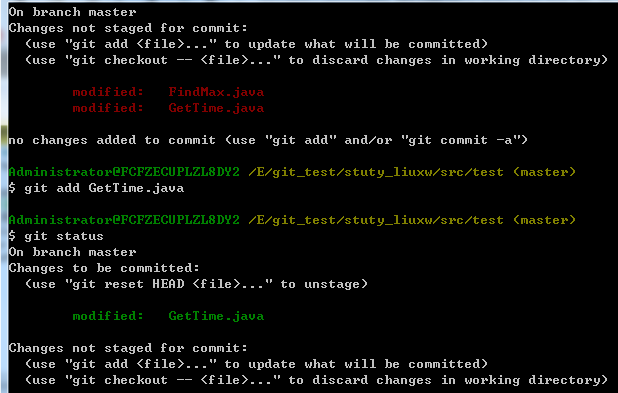 On branch master
Changes not staged for commit:
(use "git add <file>..." to update what will be committed)
(use "git checkout -- <file>..." to discard changes in working directory)
modified: FindMax.java
modified: GetTime.java
no changes added to commit (use "git add" and/or "git commit -a")
Administrator@FCFZECUPLZL8DY2 /E/git_test/stuty_liuxw/src/test (master)
$ git add GetTime.java
Administrator@FCFZECUPLZL8DY2 /E/git_test/stuty_liuxw/src/test (master)
$ git status
On branch master
Changes to be committed:
(use "git reset HEAD <file>..." to unstage)
modified: GetTime.java
Changes not staged for commit:
(use "git add <file>..." to update what will be committed)
(use "git checkout -- <file>..." to discard changes in working directory)